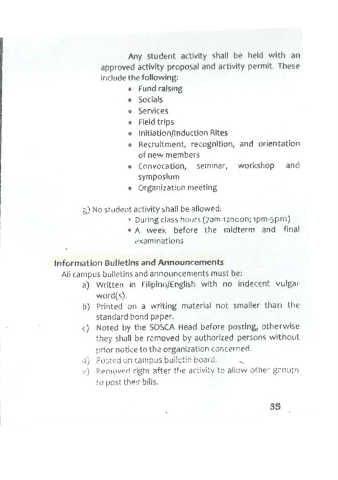 Any student activity shall be held with an
approved activity proposal and activity permit. These
include the following:
• Fund raising
• Socials
• Services
• Field trips
• Initiation/Induction Rites
• Recruitment, recognition, and orientation
of new members
• Convocation, seminar, workshop and
symposium
• Organization meeting
g) No student activity shall be allowed:
• During class hours (7am-12noon; 1pm-5pm)
• A week before the midterm and final
examinations
Information Bulletins and Announcements
All campus bulletins and announcements must be:
a) Written in Filipino/English with no indecent vulgar
word(s).
b) Printed on a writing material not smaller than the
standard bond paper.
c) Noted by the SOSCA Head before posting, otherwise
they shall be removed by authorized persons without
prior notice to the organization concerned.
d) Posted on campus bulletin board.
e) Removed right after the activity to allow other groups
to post their bills.
35